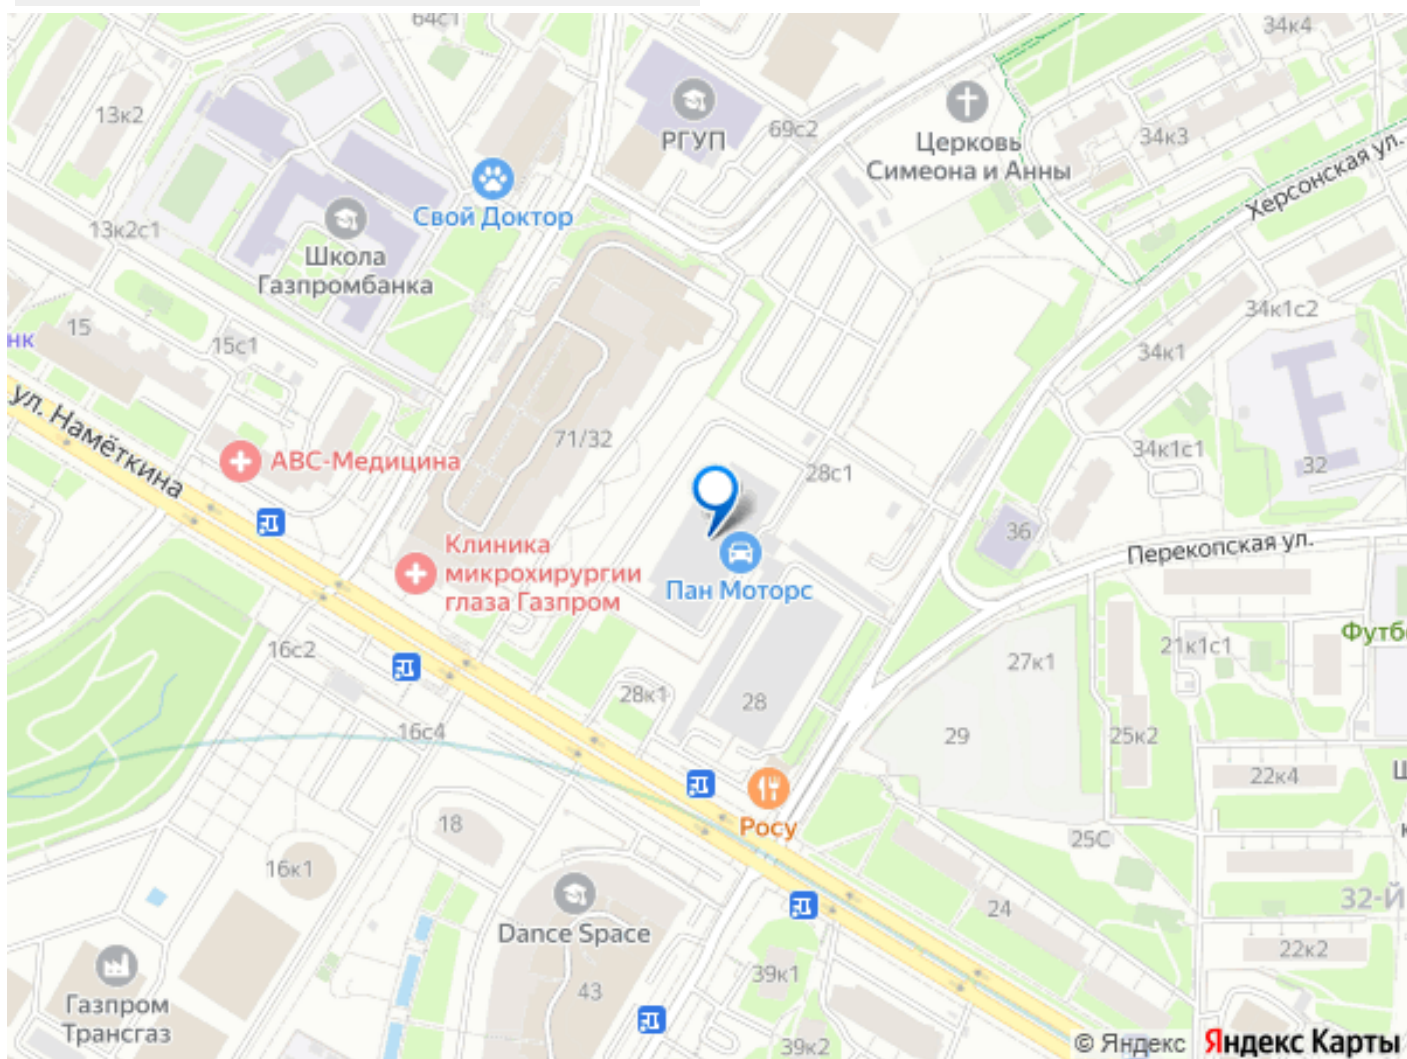 64с1
34к4
13к2
РГУП
69с2
Церковь
Симеона и Анны
34к3
Херсонская ул.
Свой Доктор
13к2с1
Школа
Газпромбанка
15
нк
15с1
34к1с2
34к1
ул. Намёткина
71/32
АВС-Медицина
28с1
34к1с1
32
36
Перекопская ул.
Клиника
микрохирургии
глаза Газпром
Пан Моторс
Футб
16с2
27к1
21к1с1
28к1
28
16с4
29
25к2
22к4
Ш
18
Росу
25С
к
16к1
24
32-Й
Dance Space
22к2
39к1
Газпром
Трансгаз
43
39к2
© Яндекс
Яндекс Карты